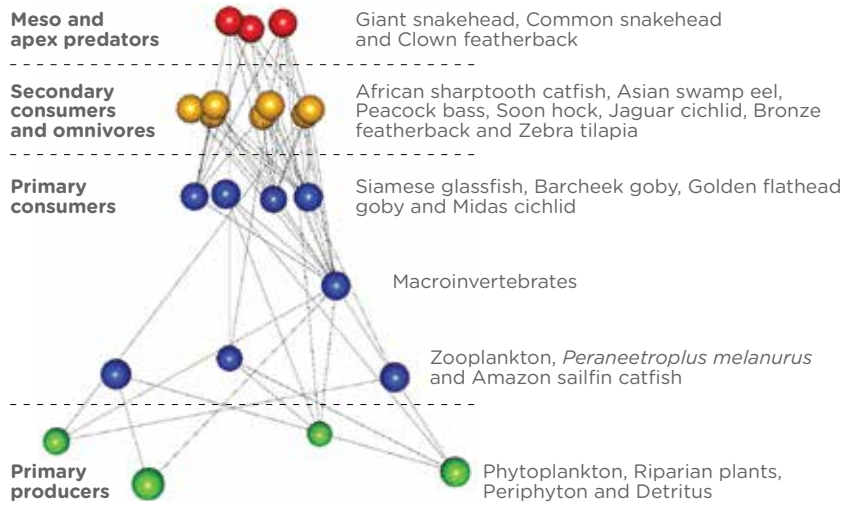 Meso and
apex predators
Giant snakehead, Common snakehead
and Clown featherback
Secondary
consumers
and omnivores
African sharptooth catfish, Asian swamp eel,
Peacock bass, Soon hock, Jaguar cichlid, Bronze
featherback and Zebra tilapia
Primary
consumers
Siamese glassfish, Barcheek goby, Golden flathead
goby and Midas cichlid
Macroinvertebrates
Zooplankton, Peraneetroplus melanurus
and Amazon sailfin catfish
Primary
producers
Phytoplankton, Riparian plants,
Periphyton and Detritus